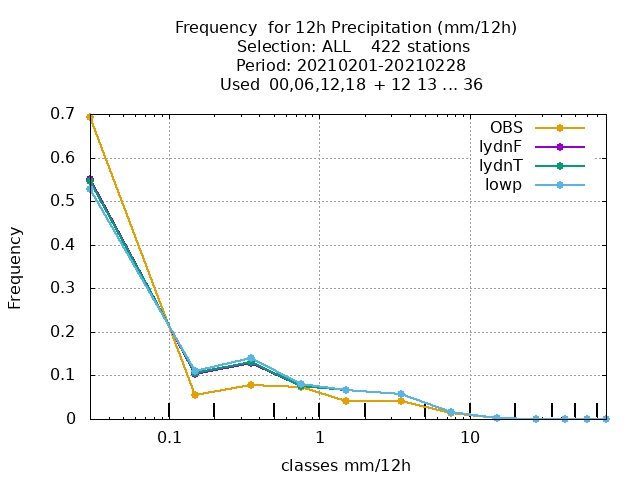 Frequency  for 12h Precipitation (mm/12h)
Selection: ALL    422 stations
Period: 20210201-20210228
Used  00,06,12,18  + 12 13 ... 36
0.7
0.6
0.5
0.4
0.3
0.2
0.1
0
Frequency
OBS
lydnF
lydnT
lowp
0.1
1
10
classes mm/12h